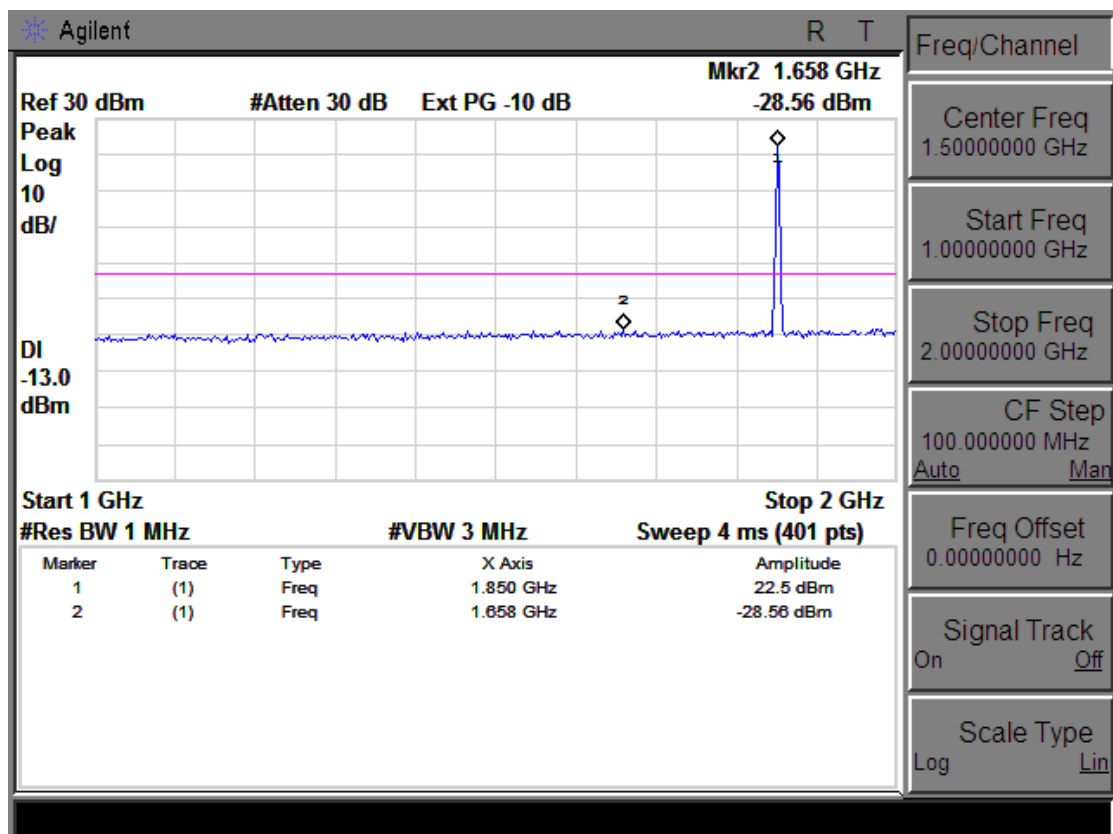 Agilent R T
Mkr2 1.658 GHz
Ref 30 dBm #Atten 30 dB Ext PG -10 dB -28.56 dBm
Peak
Log
10
dB/
1
2
DI
-13.0
dBm
Start 1 GHz Stop 2 GHz
#Res BW 1 MHz #VBW 3 MHz Sweep 4 ms (401 pts)
Marker Trace Type X Axis Amplitude
1 (1) Freq 1.850 GHz 22.5 dBm
2 (1) Freq 1.658 GHz -28.56 dBm
Freq/Channel
Center Freq
1.50000000 GHz
Start Freq
1.00000000 GHz
Stop Freq
2.00000000 GHz
CF Step
100.000000 MHz
Auto Man
Freq Offset
0.00000000 Hz
Signal Track
On Off
Scale Type
Log Lin